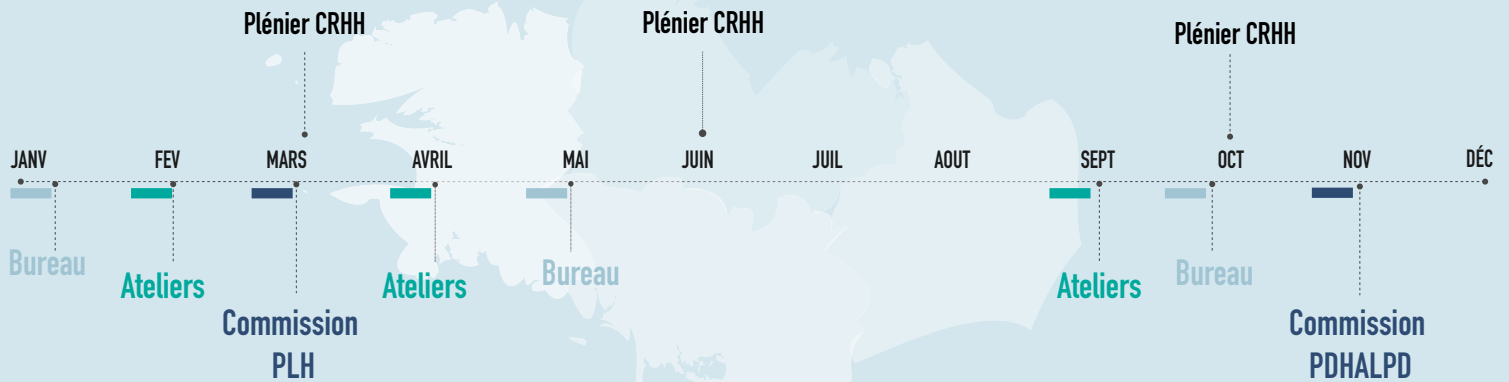 Plénier CRHH
Plénier CRHH
Plénier CRHH
JANV FEV MARS AVRIL MAI JUIN JUIL AOUT SEPT OCT NOV DÉC
Bureau
Ateliers
Commission
PLH
Ateliers
Bureau
Ateliers
Bureau
Commission
PDHALPD